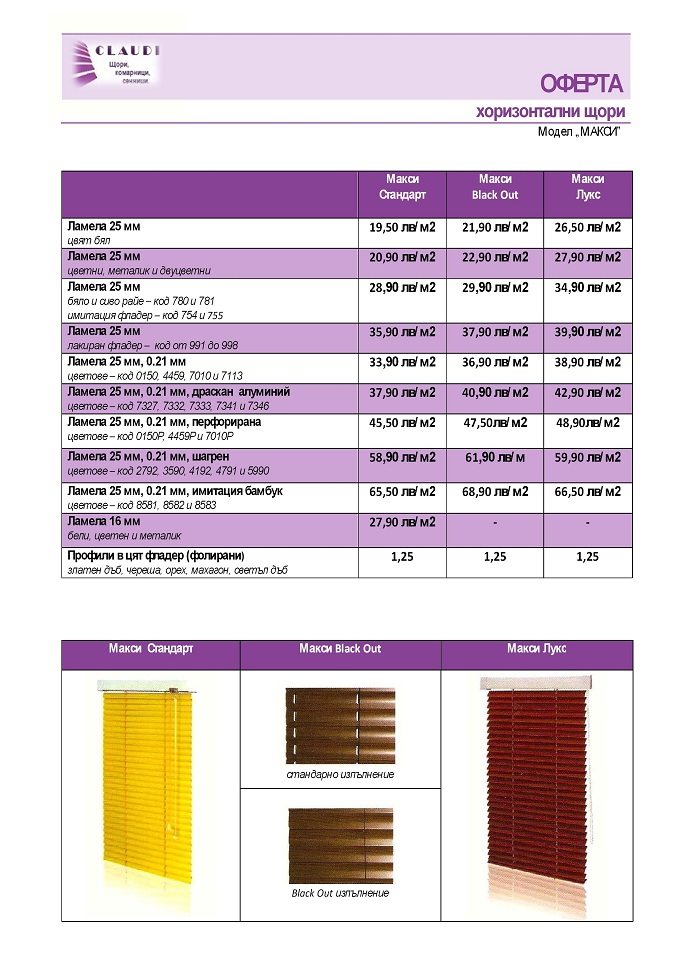 CLAUDI
Щори,
комарници,
сенници.
ОФЕРТА
хоризонтални щори
Модел „МАКСИ"
Макси Стандарт
Макси Black Out
Макси Лукс
Ламела 25 мм 19,50 лв/ м2 21,90 лв/ м2 26,50 лв/ м2
цвят бял
Ламела 25 мм 20,90 лв/ м2 22,90 лв/ м2 27,90 лв/ м2
цветни, металик и двуцветни
Ламела 25 мм 28,90 лв/ м2 29,90 лв/ м2 34,90 лв/ м2
бяло и сиво райе – код 780 и 781
имитация фладер – код 754 и 755
Ламела 25 мм 35,90 лв/ м2 37,90 лв/ м2 39,90 лв/ м2
лакиран фладер – код от 991 до 998
Ламела 25 мм, 0.21 мм 33,90 лв/ м2 36,90 лв/ м2 38,90 лв/ м2
цветове – код 0150, 4459, 7010 и 7113
Ламела 25 мм, 0.21 мм, драскан алуминий 37,90 лв/ м2 40,90 лв/ м2 42,90 лв/ м2
цветове – код 7327, 7332, 7333, 7341 и 7346
Ламела 25 мм, 0.21 мм, перфорирана 45,50 лв/ м2 47,50лв/ м2 48,90лв/ м2
цветове – код 0150Р, 4459Р и 7010Р
Ламела 25 мм, 0.21 мм, шагрен 58,90 лв/ м2 61,90 лв/ м 59,90 лв/ м2
цветове – код 2792, 3590, 4192, 4791 и 5990
Ламела 25 мм, 0.21 мм, имитация бамбук 65,50 лв/ м2 68,90 лв/ м2 66,50 лв/ м2
цветове – код 8581, 8582 и 8583
Ламела 16 мм 27,90 лв/ м2 - -
бели, цветен и металик
Профили в цят фладер (фолирани) 1,25 1,25 1,25
златен дъб, череша, орех, махагон, светъл дъб
Макси Стандарт Макси Black Out Макси Лукс
стандарно изпълнение
Black Out изпълнение